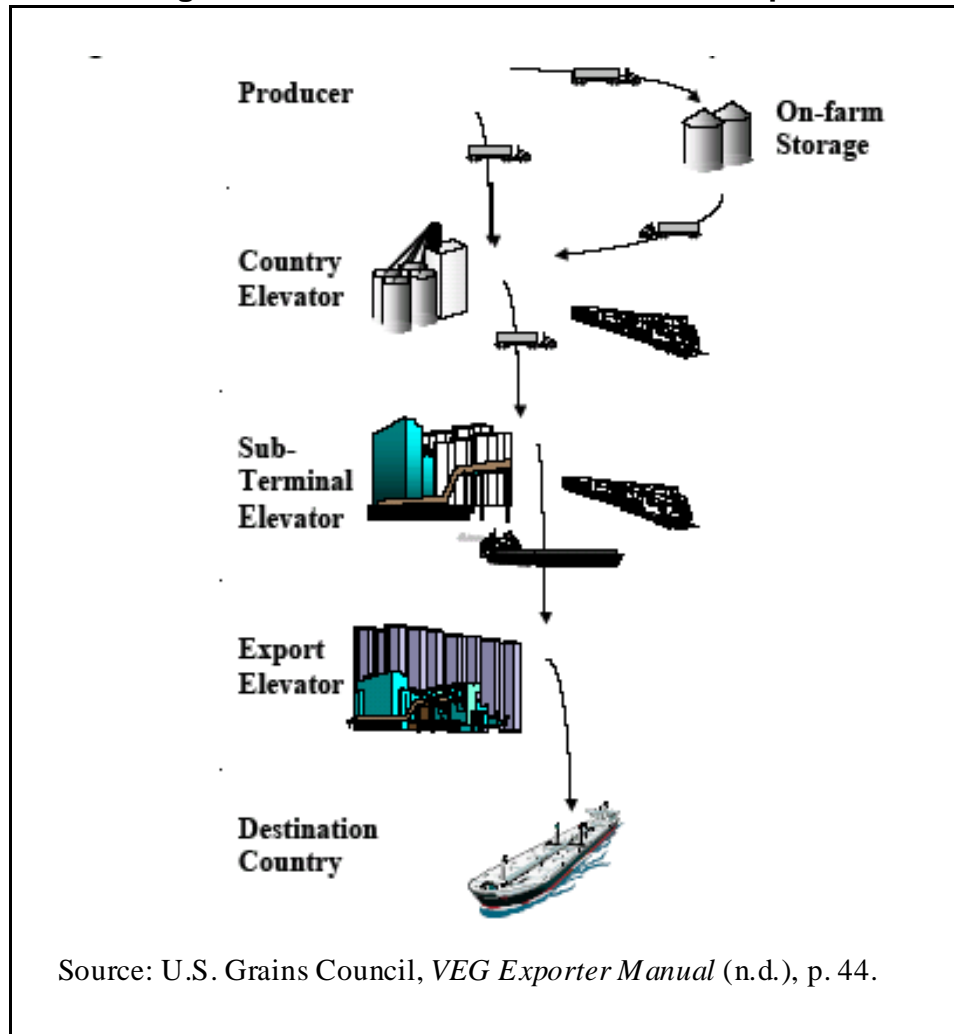 Producer
On-farm
Storage
Country
Elevator
Sub-
Terminal
Elevator
Export
Elevator
Destination
Country
Source: U.S. Grains Council, VEG Exporter Manual (n.d.), p. 44.